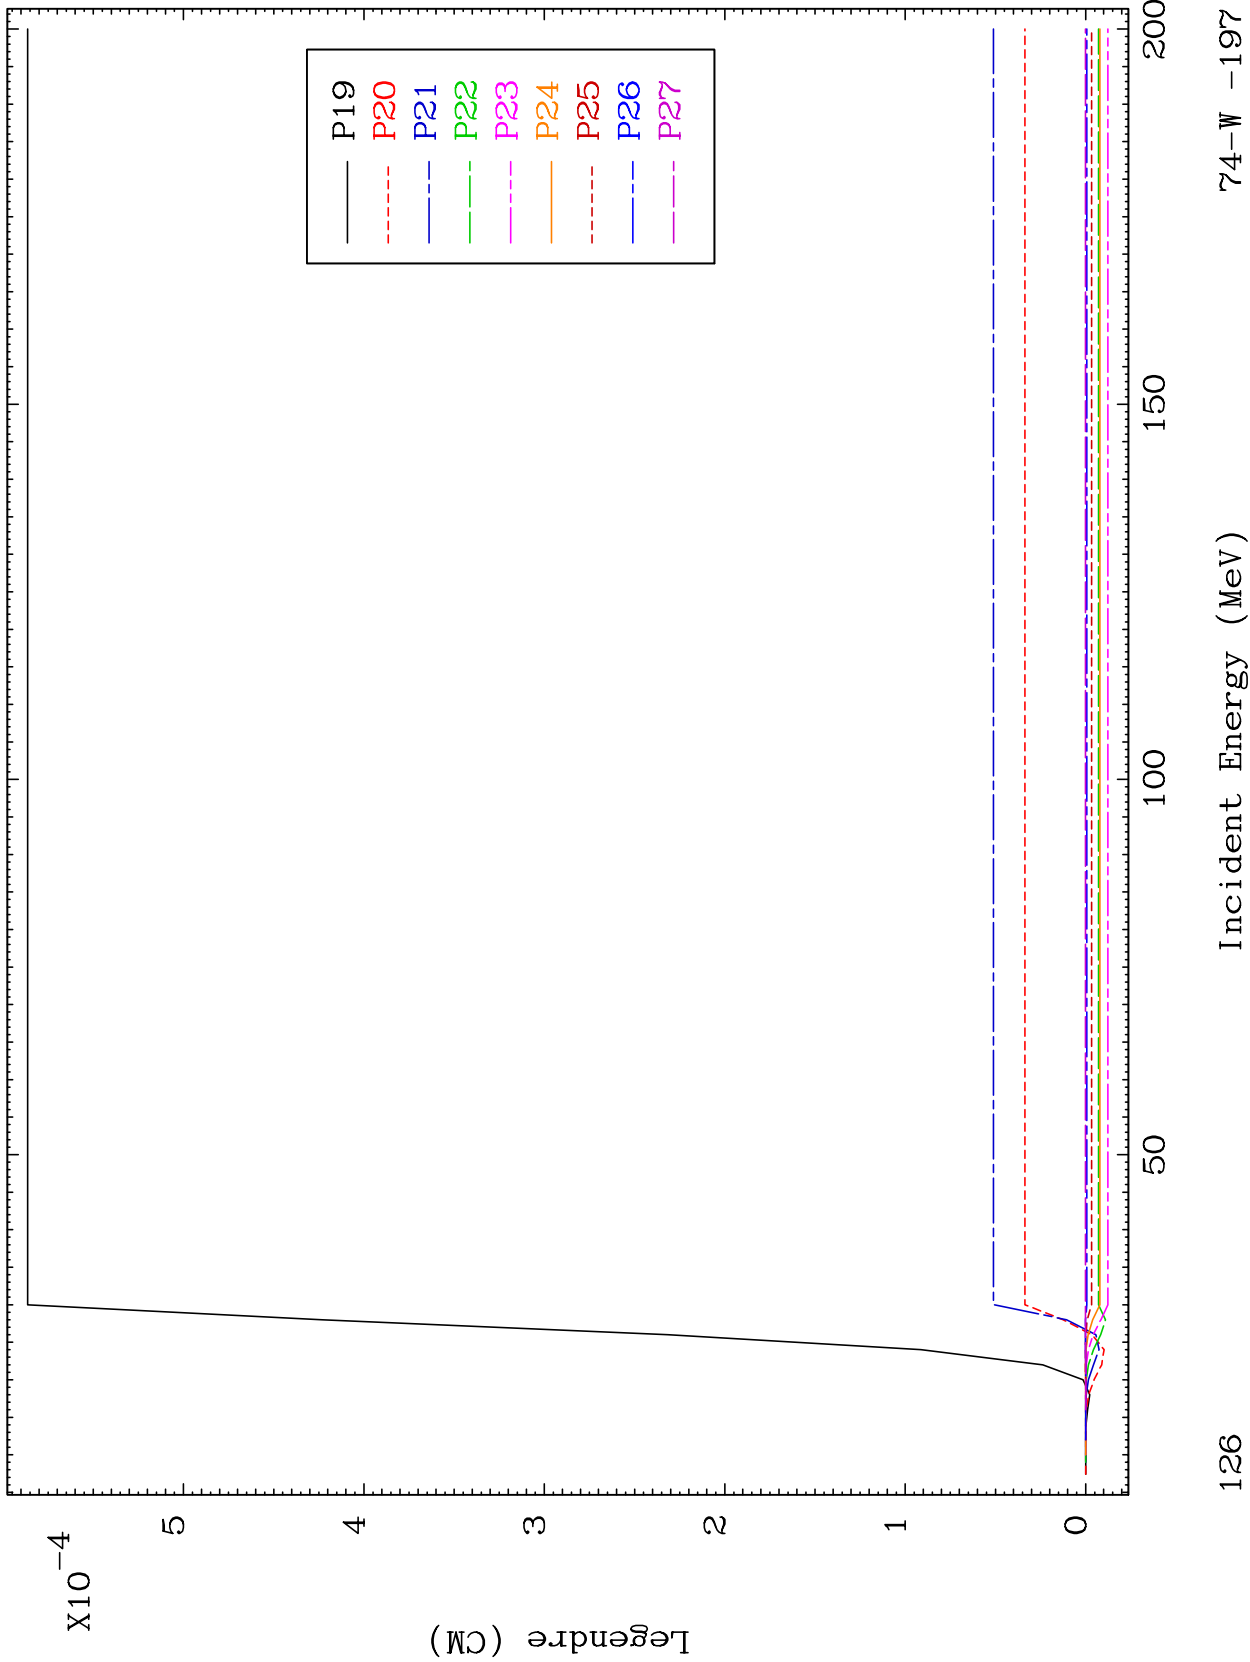 X10-4
5
4
3
2
1
0
Legendre (CM)
P19
P20
P21
P22
P23
P24
P25
P26
P27
50
100
150
200
Incident Energy (MeV)
126
74-W -197